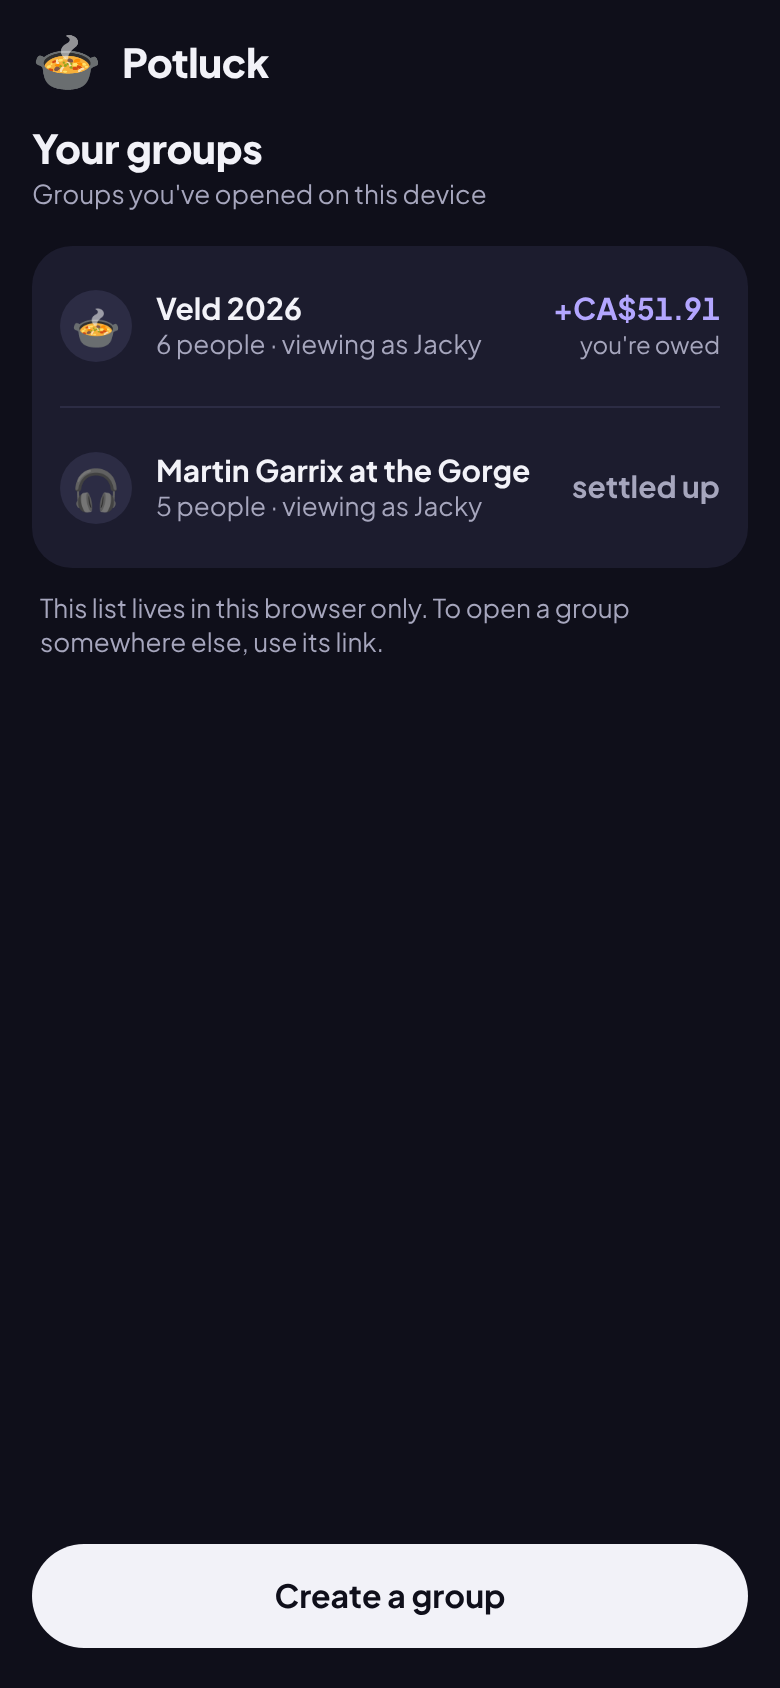 Potluck
Your groups
Groups you've opened on this device
Veld 2026
+CA$51.91
6 people · viewing as Jacky
you're owed
Martin Garrix at the Gorge
settled up
5 people · viewing as Jacky
This list lives in this browser only. To open a group
somewhere else, use its link.
Create a group